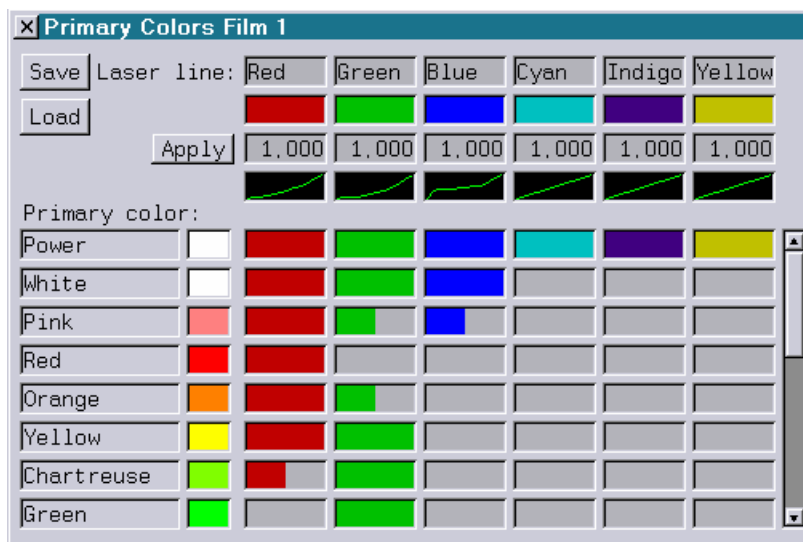 Primary Colors Film 1
Save Laser line: Red Green Blue Cyan Indigo Yellow
Load
Apply 1,000 1,000 1,000 1,000 1,000 1,000
Primary color:
Power
White
Pink
Red
Orange
Yellow
Chartreuse
Green